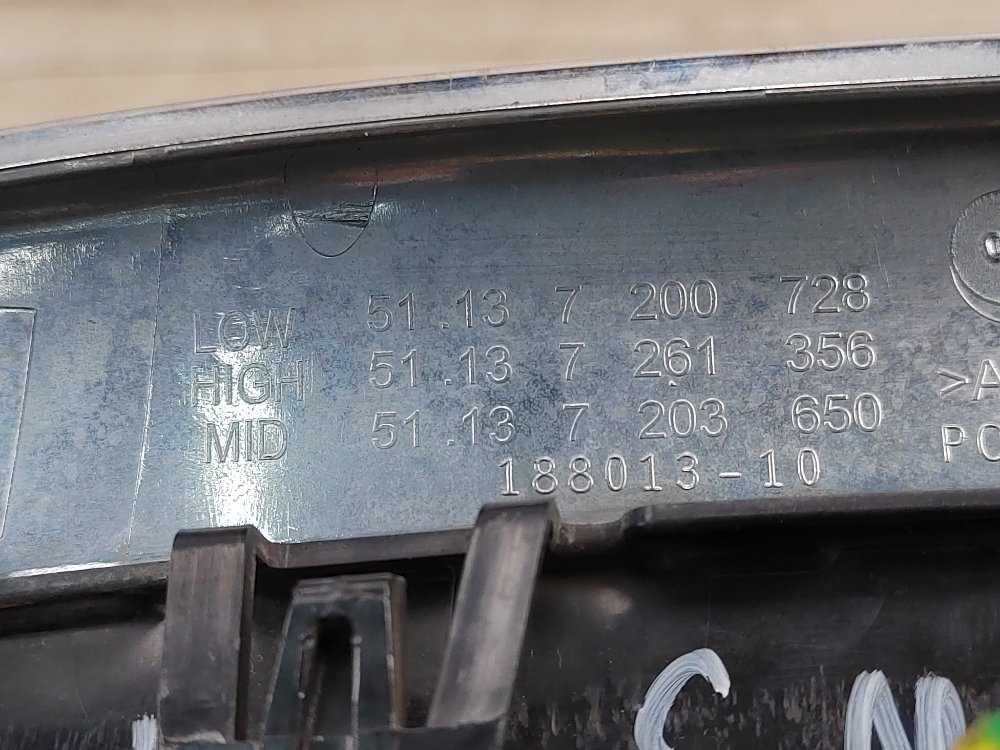 LOW 51.13 7 200 728
HIGH 51.13 7 261 356
MID 51.13 7 203 650
188013-10
>A
PC
C N